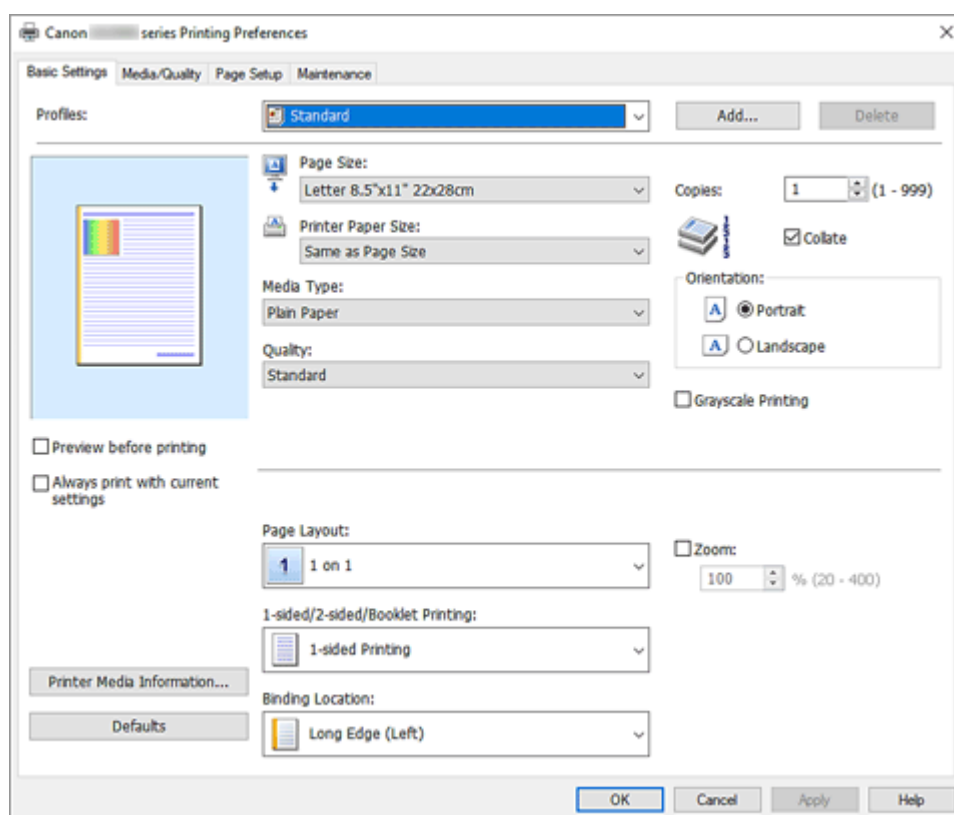 Canon series Printing Preferences
Basic Settings Media/Quality Page Setup Maintenance
Profiles: Standard Add... Delete
Page Size:
Letter 8.5"x11" 22x28cm
Copies: 1 (1 - 999)
Printer Paper Size:
Same as Page Size
Collate
Media Type:
Plain Paper
Orientation:
A Portrait
A Landscape
Quality:
Standard
Grayscale Printing
Preview before printing
Always print with current
settings
Page Layout:
1 1 on 1
Zoom:
100 % (20 - 400)
1-sided/2-sided/Booklet Printing:
1-sided Printing
Printer Media Information...
Defaults
Binding Location:
Long Edge (Left)
OK Cancel Apply Help